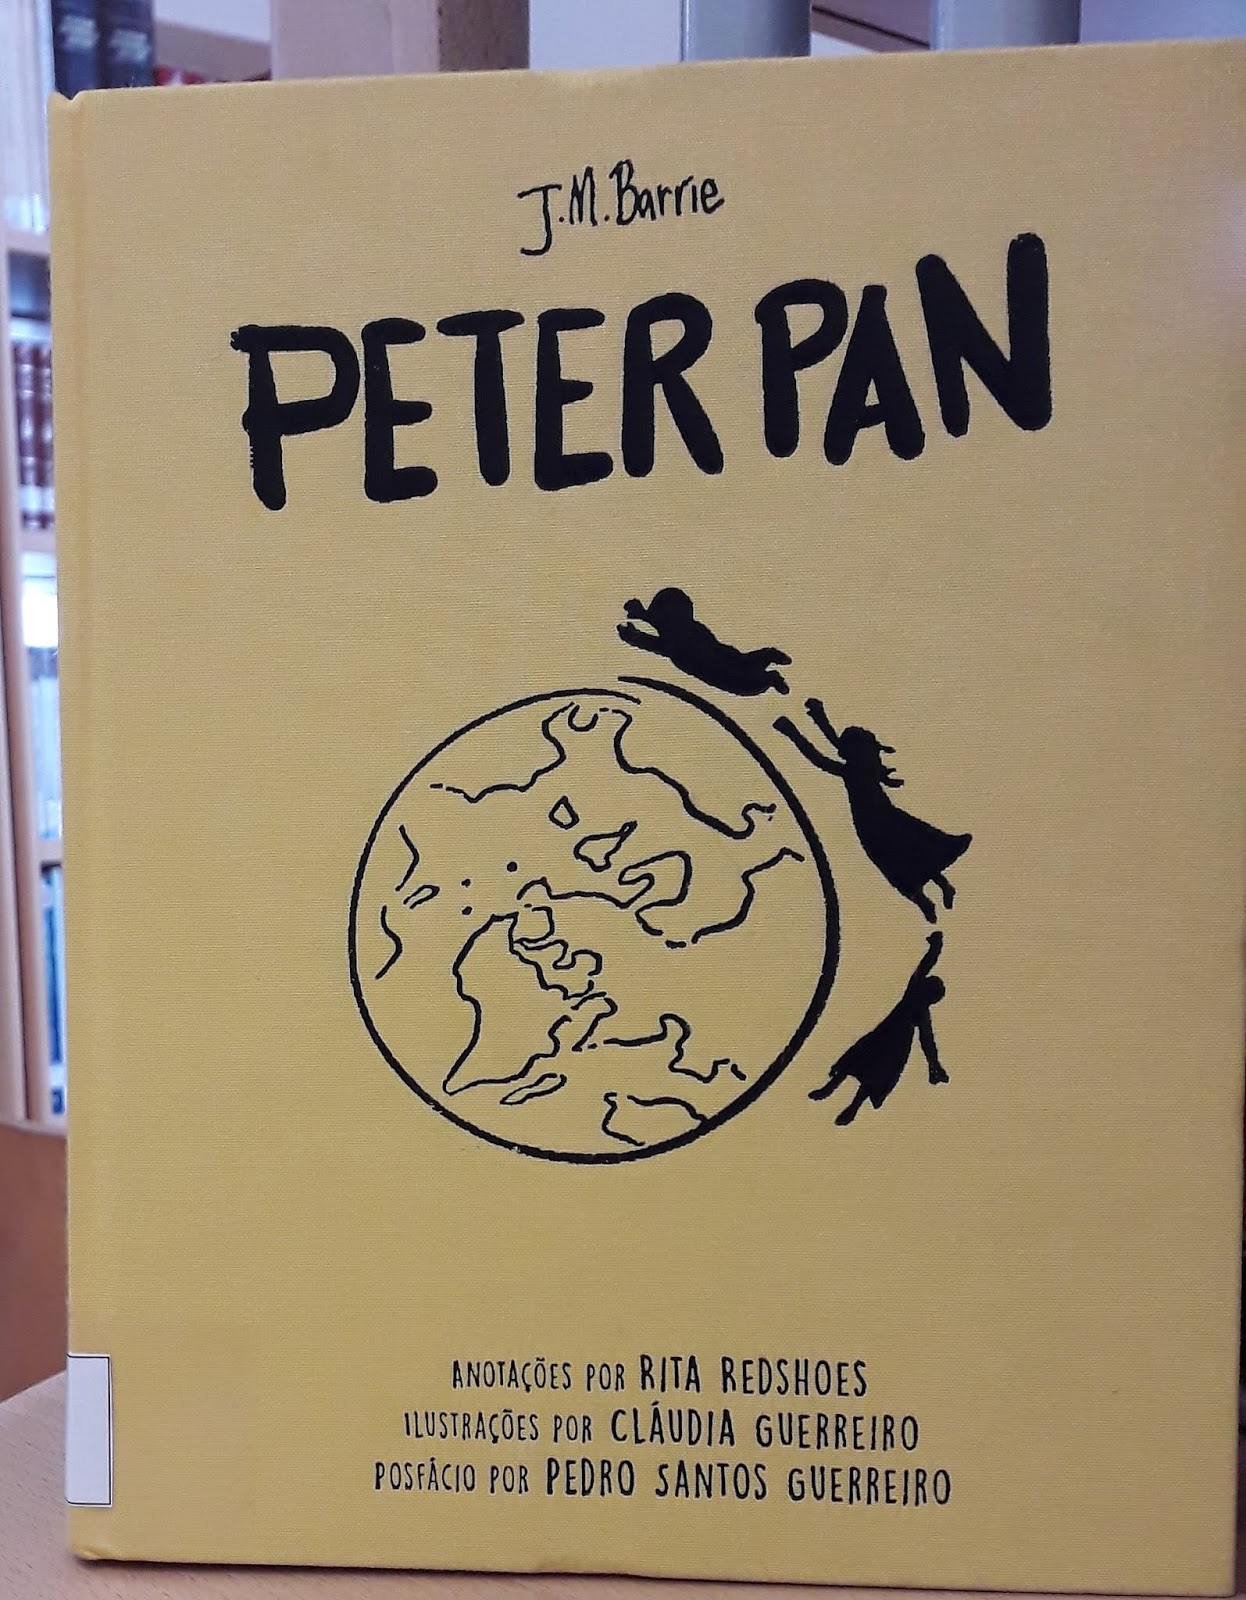 J.M. Barrie
PETER PAN
ANOTAÇÕES POR RITA REDSHOES
ILUSTRAÇÕES POR CLÁUDIA GUERREIRO
POSFÁCIO POR PEDRO SANTOS GUERREIRO